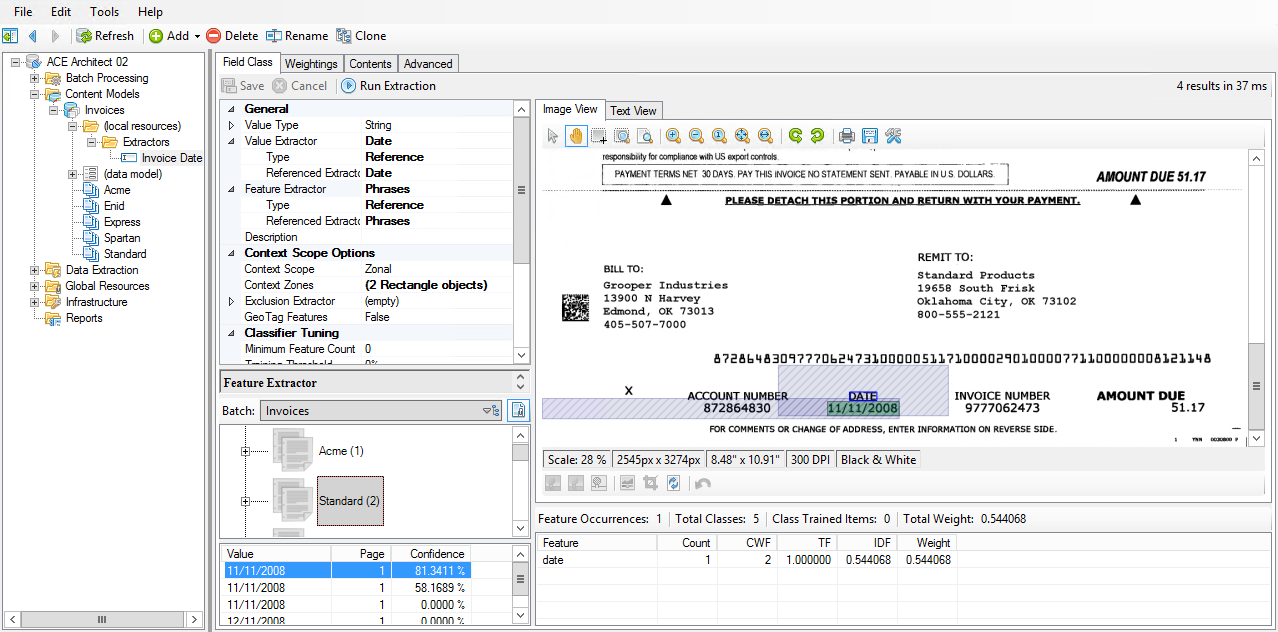 File Edit Tools Help
Refresh Add Delete Rename Clone
ACE Architect 02
Batch Processing
Content Models
Invoices
(local resources)
Extractors
Invoice Date
(data model)
Acme
Enid
Express
Spartan
Standard
Data Extraction
Global Resources
Infrastructure
Reports
Field Class Weightings Contents Advanced
Save Cancel Run Extraction 4 results in 37 ms
General
Value Type String
Value Extractor Date
Type Reference
Referenced Extractc Date
Feature Extractor Phrases
Type Reference
Referenced Extractc Phrases
Description
Context Scope Options
Context Scope Zonal
Context Zones (2 Rectangle objects)
Exclusion Extractor (empty)
GeoTag Features False
Classifier Tuning
Minimum Feature Count 0
Training Threshold 0%
Feature Extractor
Batch: Invoices
Acme (1)
Standard (2)
Value Page Confidence
11/11/2008 1 81.3411 %
11/11/2008 1 58.1689 %
11/11/2008 1 0.0000 %
12/11/2008 1 0.0000 %
Image View Text View
responsibility for compliance with US export controls.
PAYMENT TERMS NET 30 DAYS. PAY THIS INVOICE NO STATEMENT SENT. PAYABLE IN U.S. DOLLARS.
AMOUNT DUE 51.17
PLEASE DETACH THIS PORTION AND RETURN WITH YOUR PAYMENT.
BILL TO:
Grooper Industries
13900 N Harvey
Edmond, OK 73013
405-507-7000
REMIT TO:
Standard Products
19658 South Frisk
Oklahoma City, OK 73102
800-555-2121
X ACCOUNT NUMBER DATE INVOICE NUMBER AMOUNT DUE
872864830 11/11/2008 9777062473 51.17
FOR COMMENTS OR CHANGE OF ADDRESS, ENTER INFORMATION ON REVERSE SIDE.
Scale: 28 % 2545px x 3274px 8.48" x 10.91" 300 DPI Black & White
Feature Occurrences: 1 Total Classes: 5 Class Trained Items: 0 Total Weight: 0.544068
Feature Count CWF TF IDF Weight
date 1 2 1.000000 0.544068 0.544068